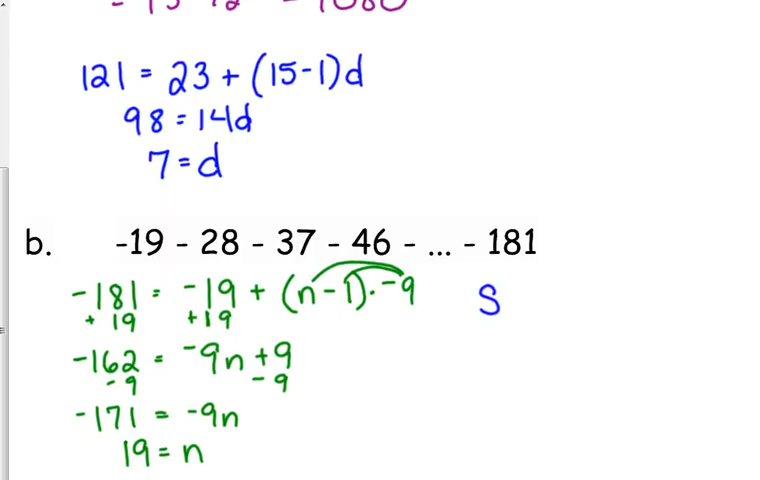 121 = 23 + (15-1)d
98 = 14d
7 = d
b. -19 - 28 - 37 - 46 - ... - 181
-181 = -19 + (n-1)·-9 S
+ 19 +19
-162 = -9n +9
-9 -9
-171 = -9n
19 = n